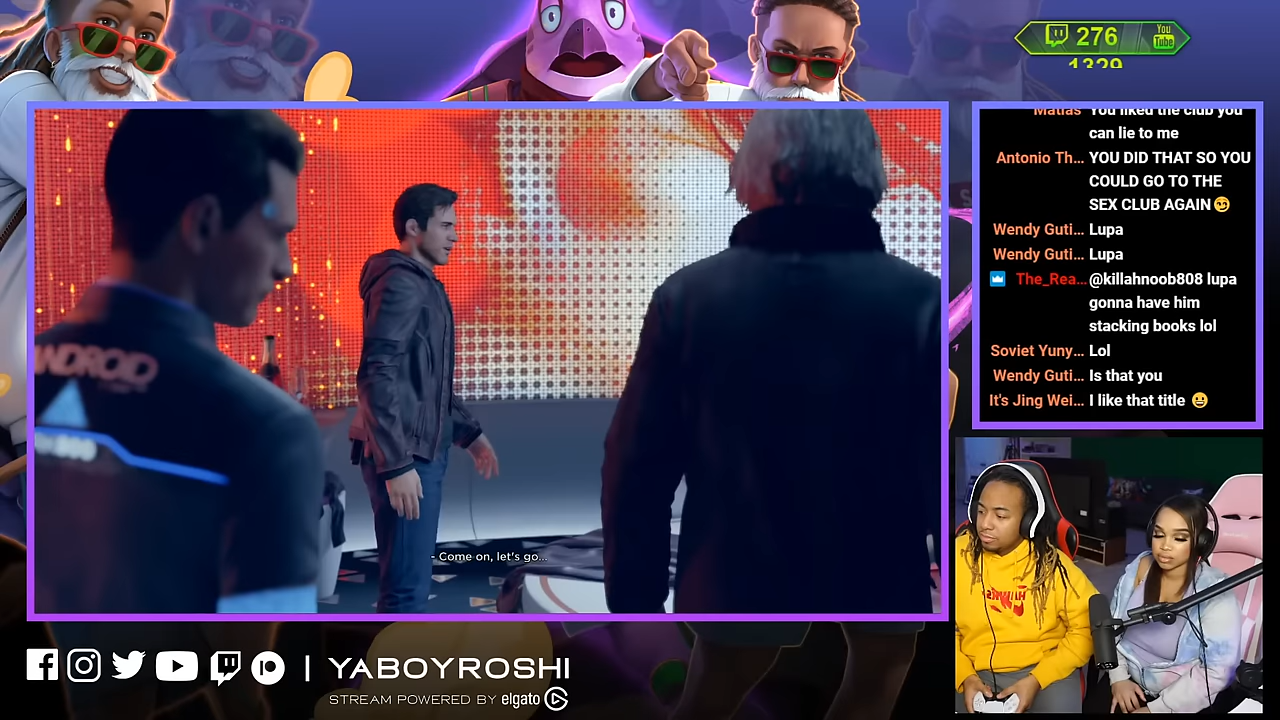 276
You
Tube
1329
Matias You liked the club you
can lie to me
Antonio Th... YOU DID THAT SO YOU
COULD GO TO THE
SEX CLUB AGAIN😏
Wendy Guti... Lupa
Wendy Guti... Lupa
The_Rea... @killahnoob808 lupa
gonna have him
stacking books lol
Soviet Yuny... Lol
Wendy Guti... Is that you
It's Jing Wei... I like that title 😀
ANDROID
800
- Come on, let's go...
| YABOYROSHI
STREAM POWERED BY elgato